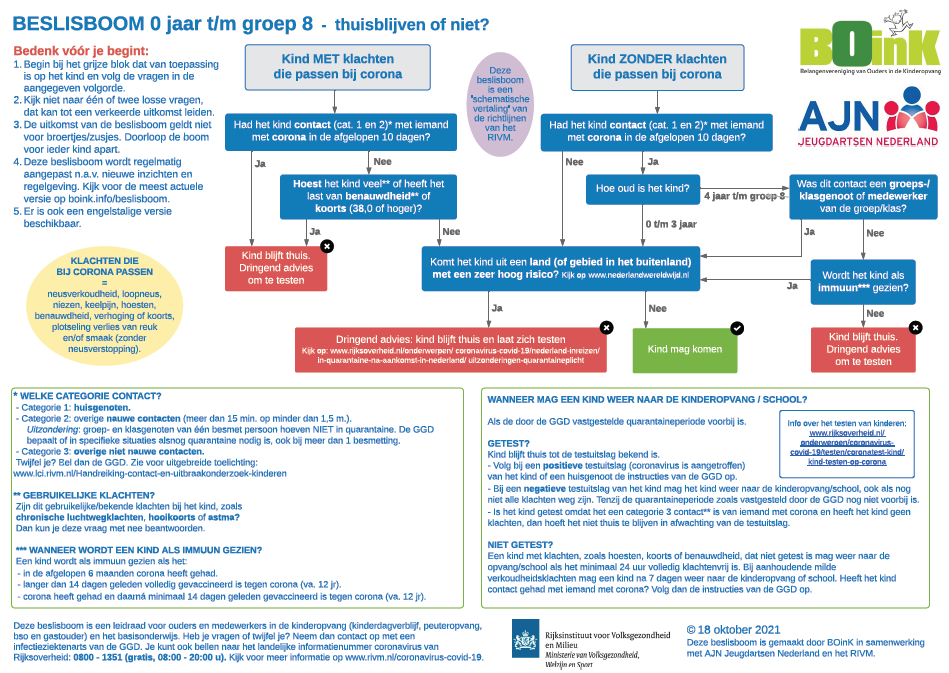 BESLISBOOM 0 jaar t/m groep 8 - thuisblijven of niet?
BOinK
Belangenvereniging van Ouders in de Kinderopvang
AJN
JEUGDARTSEN NEDERLAND
Bedenk vóór je begint:
1. Begin bij het grijze blok dat van toepassing
is op het kind en volg de vragen in de
aangegeven volgorde.
2. Kijk niet naar één of twee losse vragen,
dat kan tot een verkeerde uitkomst leiden.
3. De uitkomst van de beslisboom geldt niet
voor broertjes/zusjes. Doorloop de boom
voor ieder kind apart.
4. Deze beslisboom wordt regelmatig
aangepast n.a.v. nieuwe inzichten en
regelgeving. Kijk voor de meest actuele
versie op boink.info/beslisboom.
5. Er is ook een engelstalige versie
beschikbaar.
KLACHTEN DIE
BIJ CORONA PASSEN
=
neusverkoudheid, loopneus,
niezen, keelpijn, hoesten,
benauwdheid, verhoging of koorts,
plotseling verlies van reuk
en/of smaak (zonder
neusverstopping).
Kind MET klachten
die passen bij corona
Deze
beslisboom
is een
'schematische
vertaling' van
de richtlijnen
van het
RIVM.
Kind ZONDER klachten
die passen bij corona
Had het kind contact (cat. 1 en 2)* met iemand
met corona in de afgelopen 10 dagen?
Had het kind contact (cat. 1 en 2)* met iemand
met corona in de afgelopen 10 dagen?
Ja
Nee
Nee
Ja
Hoest het kind veel** of heeft het
last van benauwdheid** of
koorts (38,0 of hoger)?
Hoe oud is het kind?
4 jaar t/m groep 8
Was dit contact een groeps-/
klasgenoot of medewerker
van de groep/klas?
Ja
Nee
0 t/m 3 jaar
Ja
Nee
Kind blijft thuis.
Dringend advies
om te testen
Komt het kind uit een land (of gebied in het buitenland)
met een zeer hoog risico? Kijk op www.nederlandwereldwijd.nl
Ja
Wordt het kind als
immuun*** gezien?
Ja
Nee
Nee
Dringend advies: kind blijft thuis en laat zich testen
Kijk op: www.rijksoverheid.nl/onderwerpen/ coronavirus-covid-19/nederland-inreizen/
in-quarantaine-na-aankomst-in-nederland/ uitzonderingen-quarantaineplicht
Kind mag komen
Kind blijft thuis.
Dringend advies
om te testen
* WELKE CATEGORIE CONTACT?
- Categorie 1: huisgenoten.
- Categorie 2: overige nauwe contacten (meer dan 15 min. op minder dan 1,5 m.).
Uitzondering: groep- en klasgenoten van één besmet persoon hoeven NIET in quarantaine. De GGD
bepaalt of in specifieke situaties alsnog quarantaine nodig is, ook bij meer dan 1 besmetting.
- Categorie 3: overige niet nauwe contacten.
Twijfel je? Bel dan de GGD. Zie voor uitgebreide toelichting:
www.lci.rivm.nl/Handreiking-contact-en-uitbraakonderzoek-kinderen
** GEBRUIKELIJKE KLACHTEN?
Zijn dit gebruikelijke/bekende klachten bij het kind, zoals
chronische luchtwegklachten, hooikoorts of astma?
Dan kun je deze vraag met nee beantwoorden.
*** WANNEER WORDT EEN KIND ALS IMMUUN GEZIEN?
Een kind wordt als immuun gezien als het:
- in de afgelopen 6 maanden corona heeft gehad.
- langer dan 14 dagen geleden volledig gevaccineerd is tegen corona (va. 12 jr).
- corona heeft gehad en daarná minimaal 14 dagen geleden gevaccineerd is tegen corona (va. 12 jr).
WANNEER MAG EEN KIND WEER NAAR DE KINDEROPVANG / SCHOOL?
Als de door de GGD vastgestelde quarantaineperiode voorbij is.
GETEST?
Kind blijft thuis tot de testuitslag bekend is.
- Volg bij een positieve testuitslag (coronavirus is aangetroffen)
van het kind of een huisgenoot de instructies van de GGD op.
- Bij een negatieve testuitslag van het kind mag het kind weer naar de kinderopvang/school, ook als nog
niet alle klachten weg zijn. Tenzij de quarantaineperiode zoals vastgesteld door de GGD nog niet voorbij is.
- Is het kind getest omdat het een categorie 3 contact** is van iemand met corona en heeft het kind geen
klachten, dan hoeft het niet thuis te blijven in afwachting van de testuitslag.
Info over het testen van kinderen:
www.rijksoverheid.nl/
onderwerpen/coronavirus-
covid-19/testen/coronatest-kind/
kind-testen-op-corona
NIET GETEST?
Een kind met klachten, zoals hoesten, koorts of benauwdheid, dat niet getest is mag weer naar de
opvang/school als het minimaal 24 uur volledig klachtenvrij is. Bij aanhoudende milde
verkoudheidsklachten mag een kind na 7 dagen weer naar de kinderopvang of school. Heeft het kind
contact gehad met iemand met corona? Volg dan de instructies van de GGD op.
Deze beslisboom is een leidraad voor ouders en medewerkers in de kinderopvang (kinderdagverblijf, peuteropvang,
bso en gastouder) en het basisonderwijs. Heb je vragen of twijfel je? Neem dan contact op met een
infectieziektenarts van de GGD. Je kunt ook bellen naar het landelijke informatienummer coronavirus van
Rijksoverheid: 0800 - 1351 (gratis, 08:00 - 20:00 u). Kijk voor meer informatie op www.rivm.nl/coronavirus-covid-19.
Rijksinstituut voor Volksgezondheid
en Milieu
Ministerie van Volksgezondheid,
Welzijn en Sport
© 18 oktober 2021
Deze beslisboom is gemaakt door BOinK in samenwerking
met AJN Jeugdartsen Nederland en het RIVM.